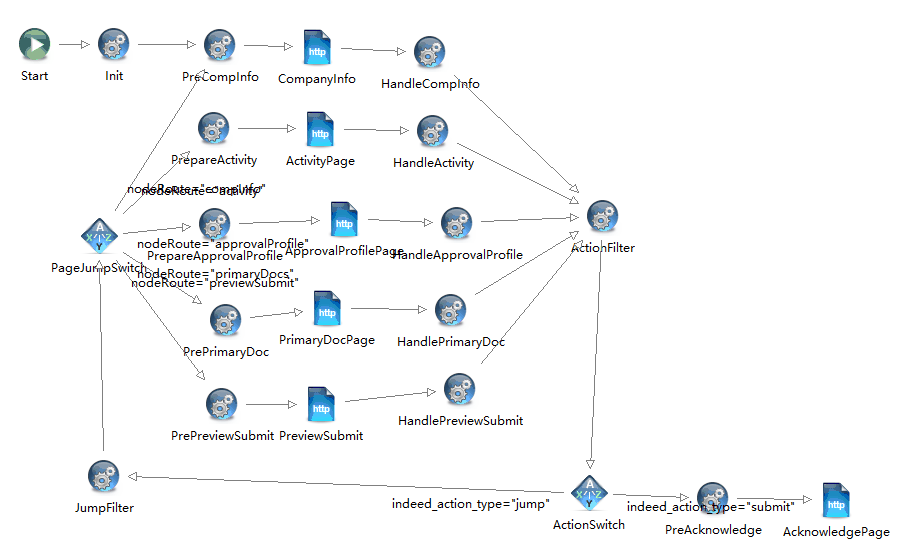 http
Start
Init
PreCompInfo
CompanyInfo
HandleCompInfo
http
PrepareActivity
ActivityPage
HandleActivity
nodeRoute="compInfo"
nodeRoute="activity"
A
X Z
Y
http
nodeRoute="approvalProfile"
PrepareApprovalProfile
ApprovalProfilePage
HandleApprovalProfile
ActionFilter
PageJumpSwitch
nodeRoute="primaryDocs"
nodeRoute="previewSubmit"
http
PrePrimaryDoc
PrimaryDocPage
HandlePrimaryDoc
http
PrePreviewSubmit
PreviewSubmit
HandlePreviewSubmit
JumpFilter
indeed_action_type="jump"
A
X Z
Y
ActionSwitch
indeed_action_type="submit"
http
PreAcknowledge
AcknowledgePage